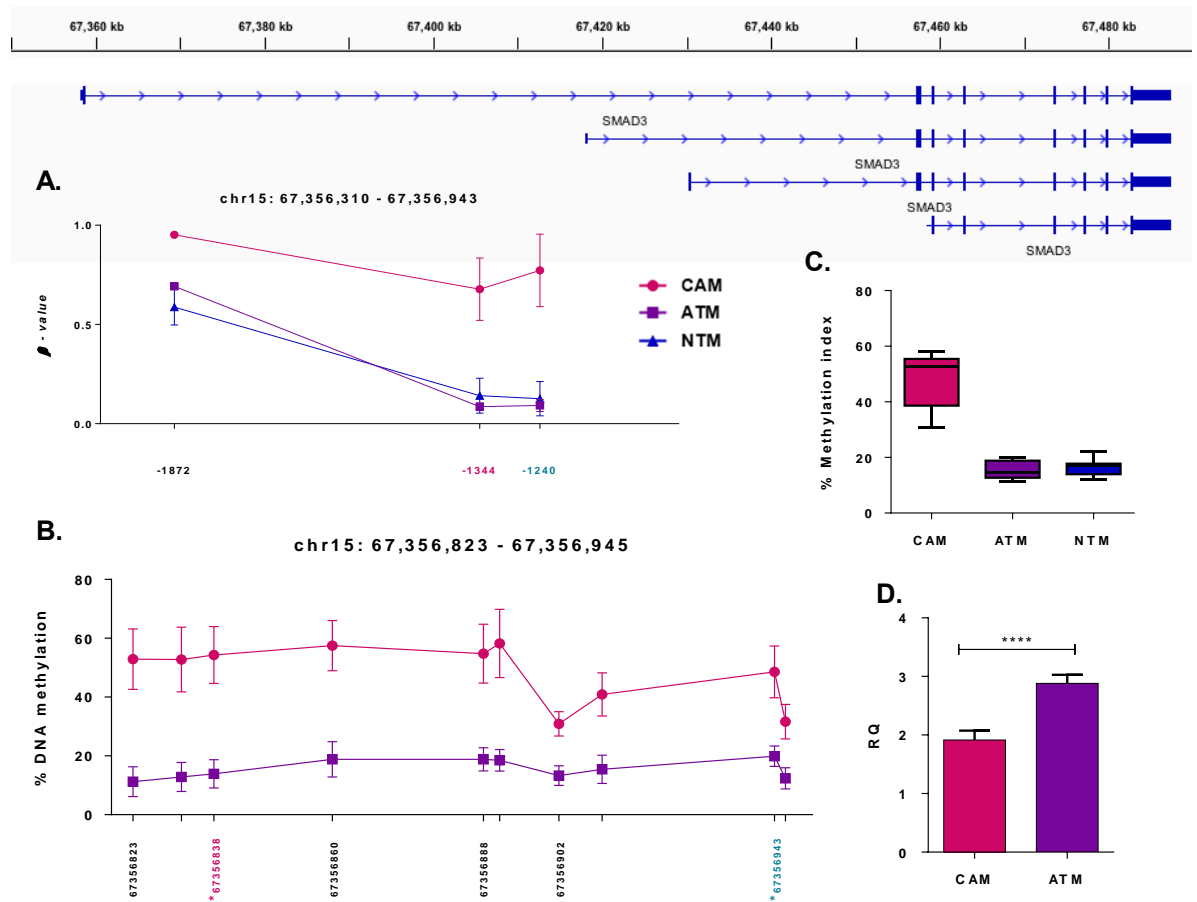 67,360 kb 67,380 kb 67,400 kb 67,420 kb 67,440 kb 67,460 kb 67,480 kb
SMAD3
SMAD3
SMAD3
SMAD3
A.
chr15: 67,356,310 - 67,356,943
1.0
0.5
0.0
β - value
-1872 -1344 -1240
CAM
ATM
NTM
B.
chr15: 67,356,823 - 67,356,945
80
60
40
20
0
% DNA methylation
67356823
*67356838
67356860
67356888
67356902
*67356943
C.
80
60
40
20
0
% Methylation index
CAM ATM NTM
D.
4
3
2
1
0
RQ
****
CAM ATM